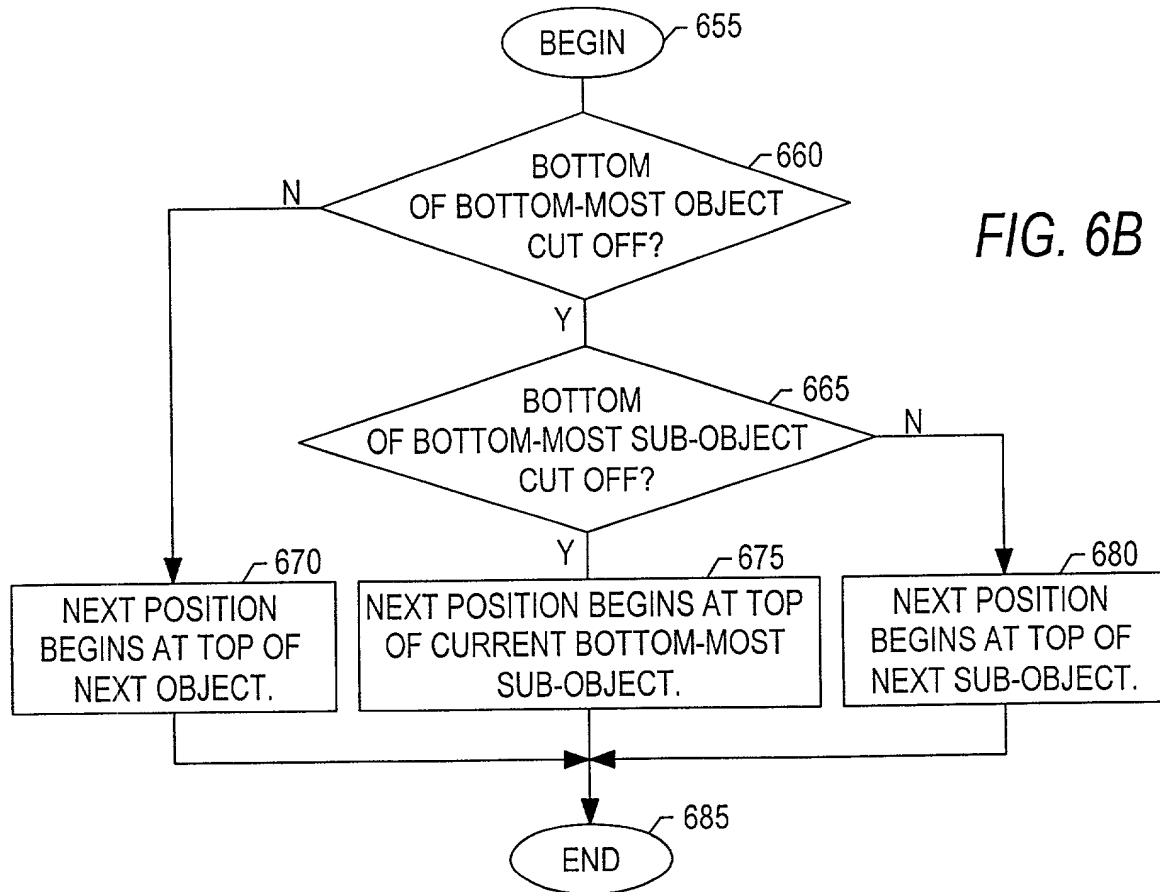 BEGIN
655
BOTTOM
OF BOTTOM-MOST OBJECT
CUT OFF?
660
N
Y
FIG. 6B
BOTTOM
OF BOTTOM-MOST SUB-OBJECT
CUT OFF?
665
N
Y
670
NEXT POSITION
BEGINS AT TOP OF
NEXT OBJECT.
675
NEXT POSITION BEGINS AT TOP
OF CURRENT BOTTOM-MOST
SUB-OBJECT.
680
NEXT POSITION
BEGINS AT TOP OF
NEXT SUB-OBJECT.
685
END